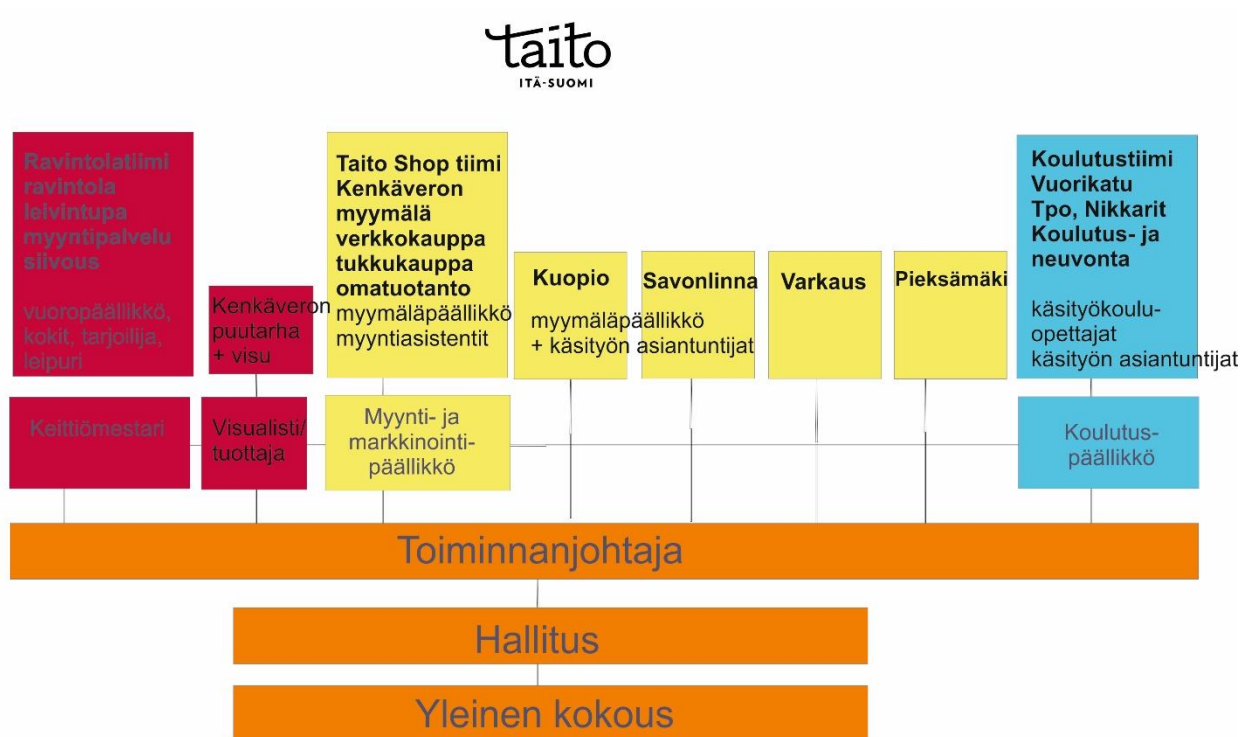 taito
ITÄ-SUOMI
Ravintolatiimi
ravintola
leivintupa
myyntipalvelu
siivous
vuoropäällikkö,
kokit, tarjoilija,
leipuri
Kenkäveron
puutarha
+ visu
Taito Shop tiimi
Kenkäveron
myymälä
verkkokauppa
tukkukauppa
omatuotanto
myymäläpäällikkö
myyntiasistentit
Kuopio
myymäläpäällikkö
+ käsityön asiantuntijat
Savonlinna
Varkaus
Pieksämäki
Koulutustiimi
Vuorikatu
Tpo, Nikkarit
Koulutus- ja
neuvonta
käsityökoulu-
opettajat
käsityön asiantuntijat
Keittiömestari
Visualisti/
tuottaja
Myynti- ja
markkinointi-
päällikkö
Koulutus-
päällikkö
Toiminnanjohtaja
Hallitus
Yleinen kokous